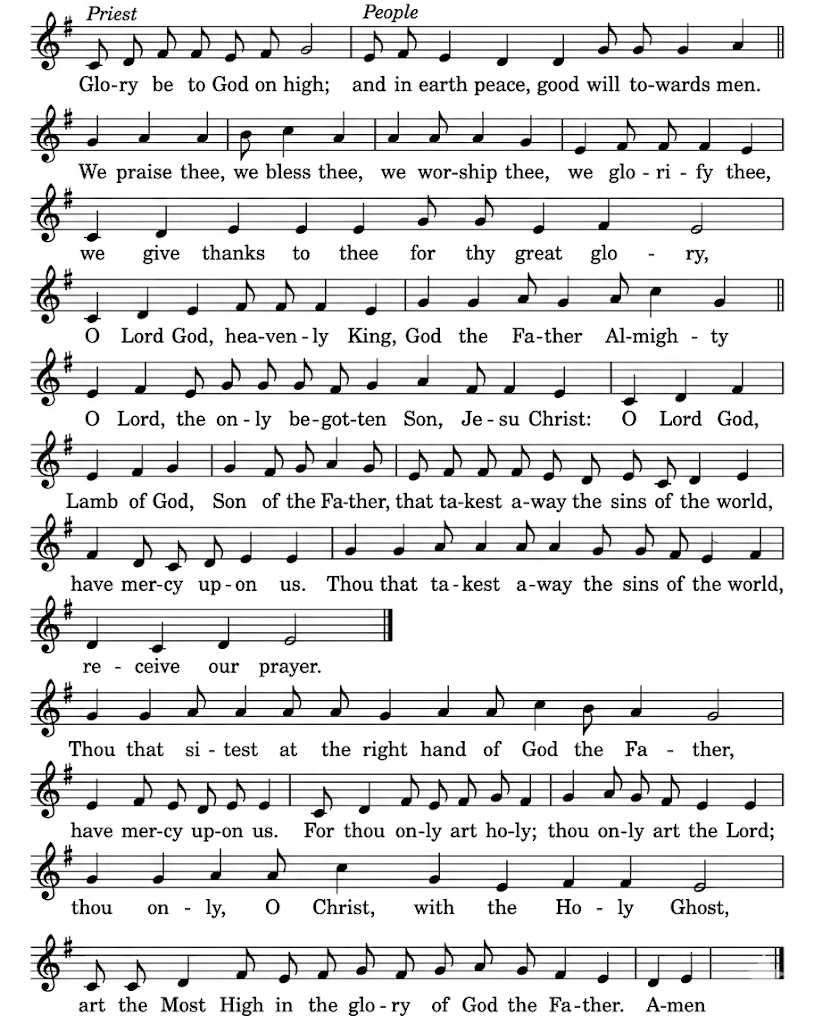 Priest People
Glo-ry be to God on high; and in earth peace, good will to-wards men.
We praise thee, we bless thee, we wor-ship thee, we glo - ri - fy thee,
we give thanks to thee for thy great glo - ry,
O Lord God, hea-ven-ly King, God the Fa-ther Al-migh - ty
O Lord, the on - ly be-got-ten Son, Je - su Christ: O Lord God,
Lamb of God, Son of the Fa-ther, that ta-kest a-way the sins of the world,
have mer-cy up-on us. Thou that ta-kest a-way the sins of the world,
re - ceive our prayer.
Thou that si - test at the right hand of God the Fa - ther,
have mer-cy up-on us. For thou on-ly art ho-ly; thou on-ly art the Lord;
thou on - ly, O Christ, with the Ho - ly Ghost,
art the Most High in the glo-ry of God the Fa-ther. A-men